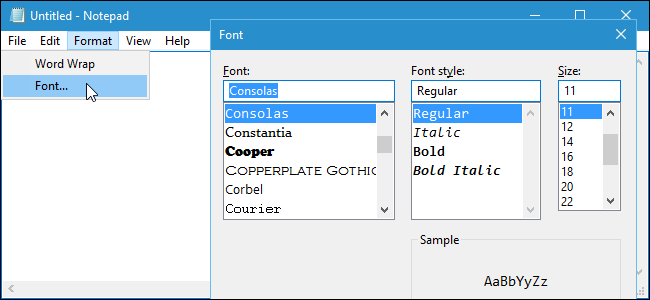 Untitled - Notepad
File Edit Format View Help
Word Wrap
Font...
Font
Font:
Consolas
Consolas
Constantia
Cooper
Copperplate Gothic
Corbel
Courier
Font style:
Regular
Regular
Italic
Bold
Bold Italic
Size:
11
11
12
14
16
18
20
22
Sample
AaBbYyZz